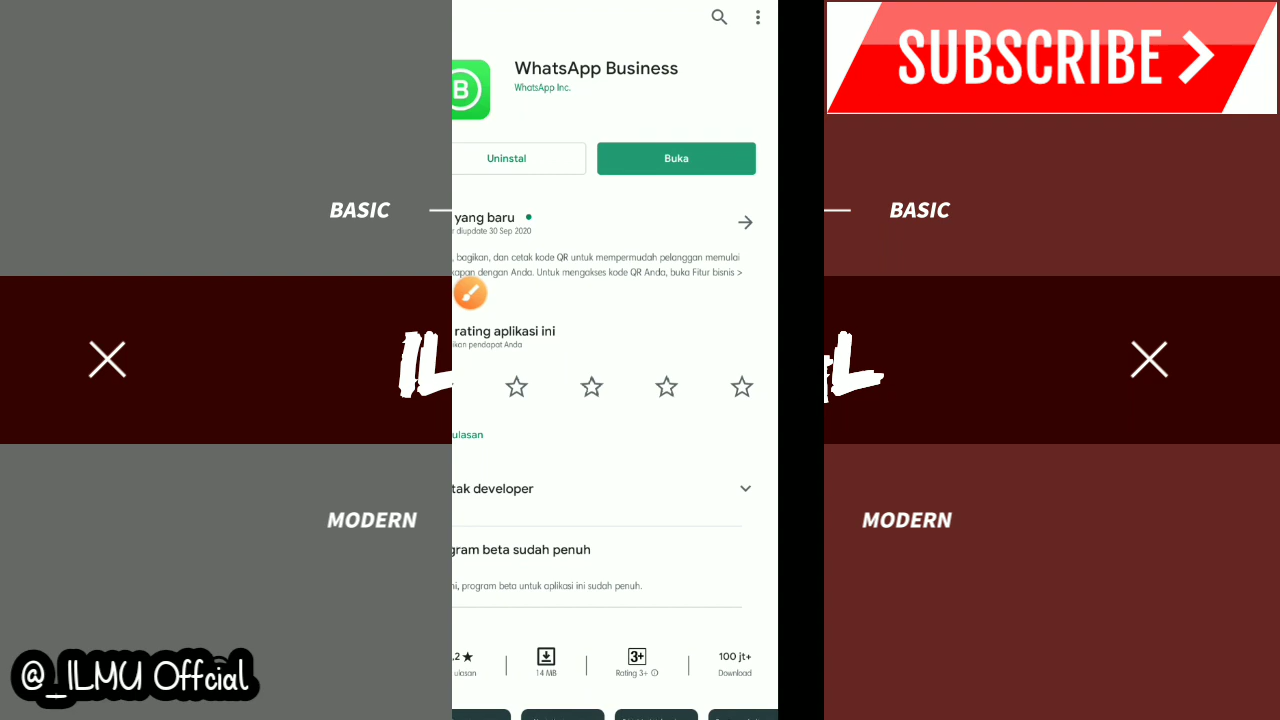 SUBSCRIBE
WhatsApp Business
WhatsApp Inc.
Uninstal
Buka
BASIC
BASIC
yang baru
diupdate 30 Sep 2020
, bagikan, dan cetak kode QR untuk mempermudah pelanggan memulai
kapan dengan Anda. Untuk mengakses kode QR Anda, buka Fitur bisnis >
rating aplikasi ini
ikan pendapat Anda
IL
L
ulasan
tak developer
MODERN
MODERN
gram beta sudah penuh
ni, program beta untuk aplikasi ini sudah penuh.
,2 ★
3+
100 jt+
ulasan
14 MB
Rating 3+
Download
@_ILMU Offcial